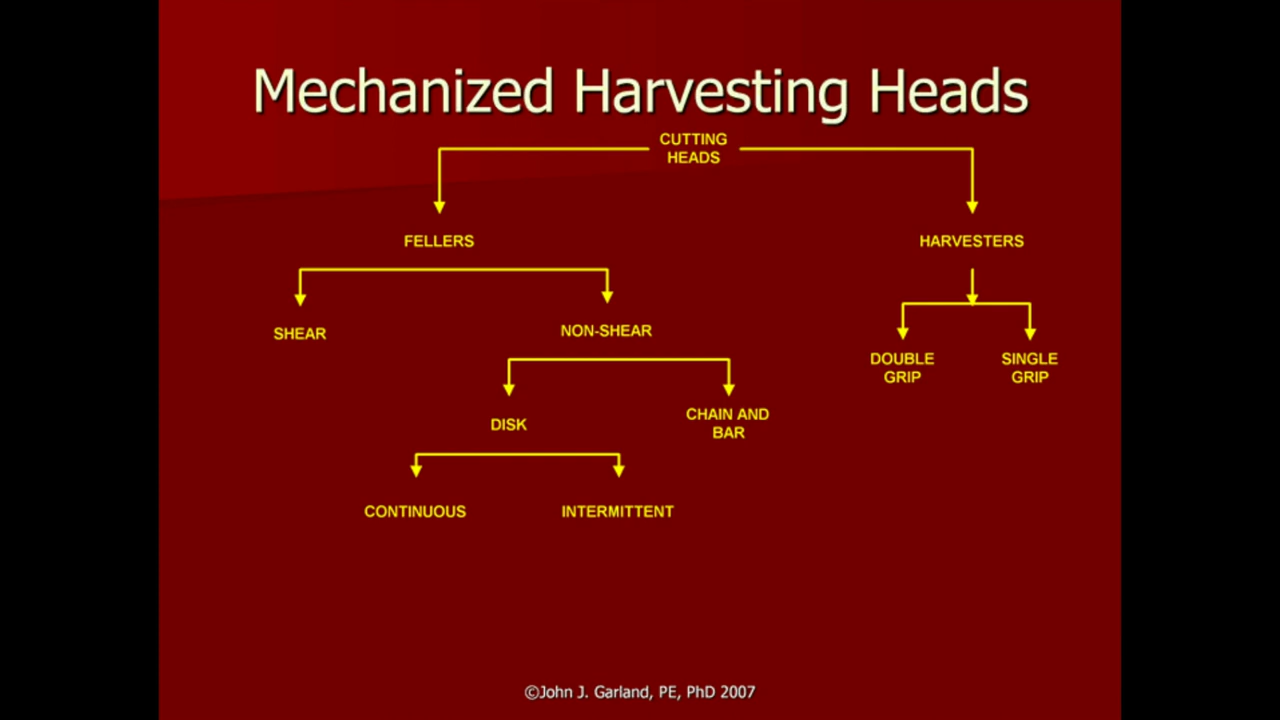 Mechanized Harvesting Heads
CUTTING
HEADS
FELLERS
HARVESTERS
SHEAR
NON-SHEAR
DOUBLE
GRIP
SINGLE
GRIP
DISK
CHAIN AND
BAR
CONTINUOUS
INTERMITTENT
©John J. Garland, PE, PhD 2007